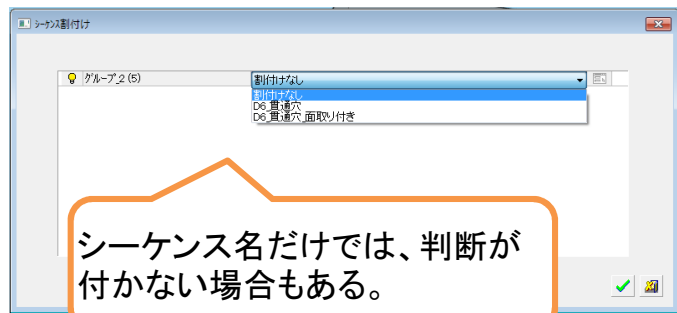 シーケンス割付け
グループ_2 (5)
割付けなし
割付けなし
D6_貫通穴
D6_貫通穴_面取り付き
シーケンス名だけでは、判断が
付かない場合もある。